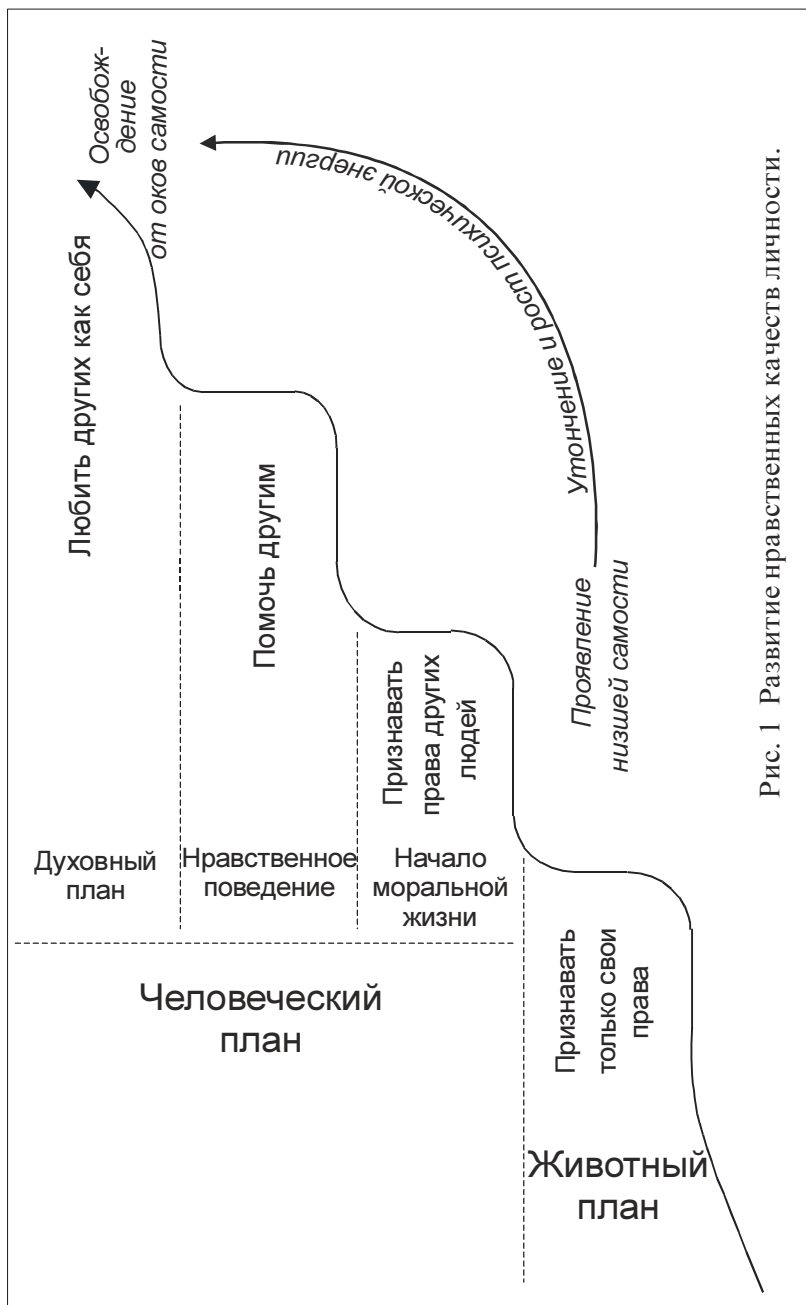 Освобож-
дение
от оков самости
Любить других как себя
Утончение и рост психической энергии
Помочь другим
Признавать
права других
людей
Проявление
низшей самости
Духовный
план
Нравственное
поведение
Начало
моральной
жизни
Человеческий
план
Признавать
только свои
права
Животный
план
Рис. 1 Развитие нравственных качеств личности.